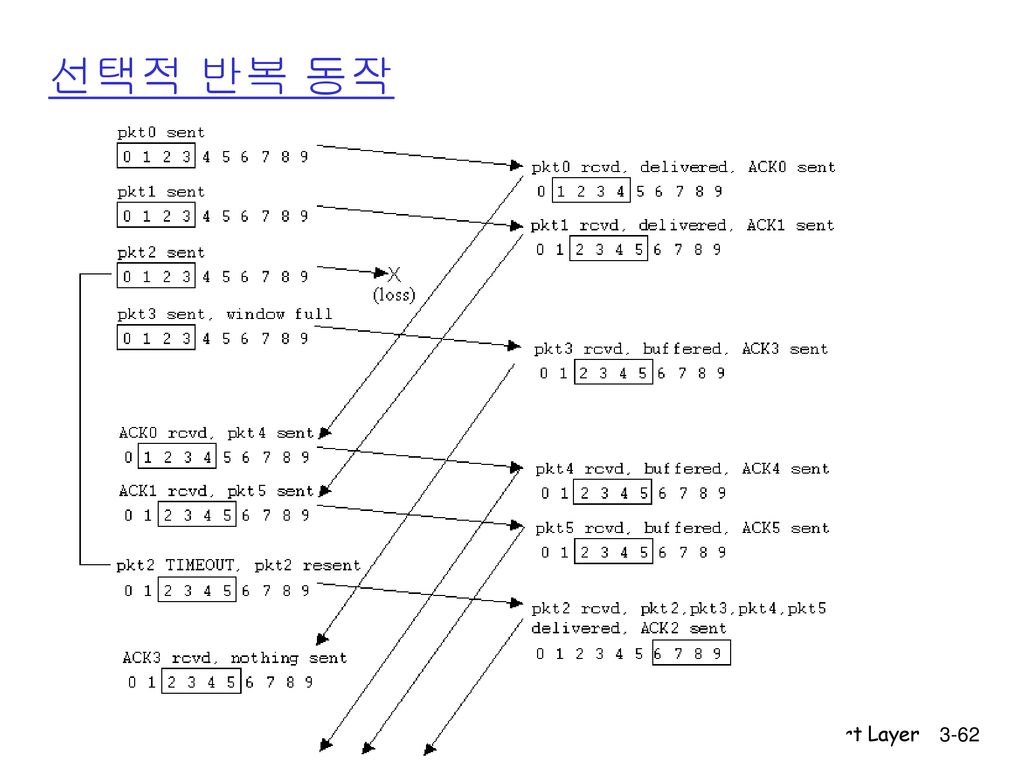 선택적 반복 동작
pkt0 sent
0 1 2 3 4 5 6 7 8 9
pkt0 rcvd, delivered, ACK0 sent
0 1 2 3 4 5 6 7 8 9
pkt1 sent
0 1 2 3 4 5 6 7 8 9
pkt1 rcvd, delivered, ACK1 sent
0 1 2 3 4 5 6 7 8 9
pkt2 sent
0 1 2 3 4 5 6 7 8 9
X
(loss)
pkt3 sent, window full
0 1 2 3 4 5 6 7 8 9
pkt3 rcvd, buffered, ACK3 sent
0 1 2 3 4 5 6 7 8 9
ACK0 rcvd, pkt4 sent
0 1 2 3 4 5 6 7 8 9
pkt4 rcvd, buffered, ACK4 sent
0 1 2 3 4 5 6 7 8 9
ACK1 rcvd, pkt5 sent
0 1 2 3 4 5 6 7 8 9
pkt5 rcvd, buffered, ACK5 sent
0 1 2 3 4 5 6 7 8 9
pkt2 TIMEOUT, pkt2 resent
0 1 2 3 4 5 6 7 8 9
pkt2 rcvd, pkt2,pkt3,pkt4,pkt5
delivered, ACK2 sent
0 1 2 3 4 5 6 7 8 9
ACK3 rcvd, nothing sent
0 1 2 3 4 5 6 7 8 9
Layer 3-62